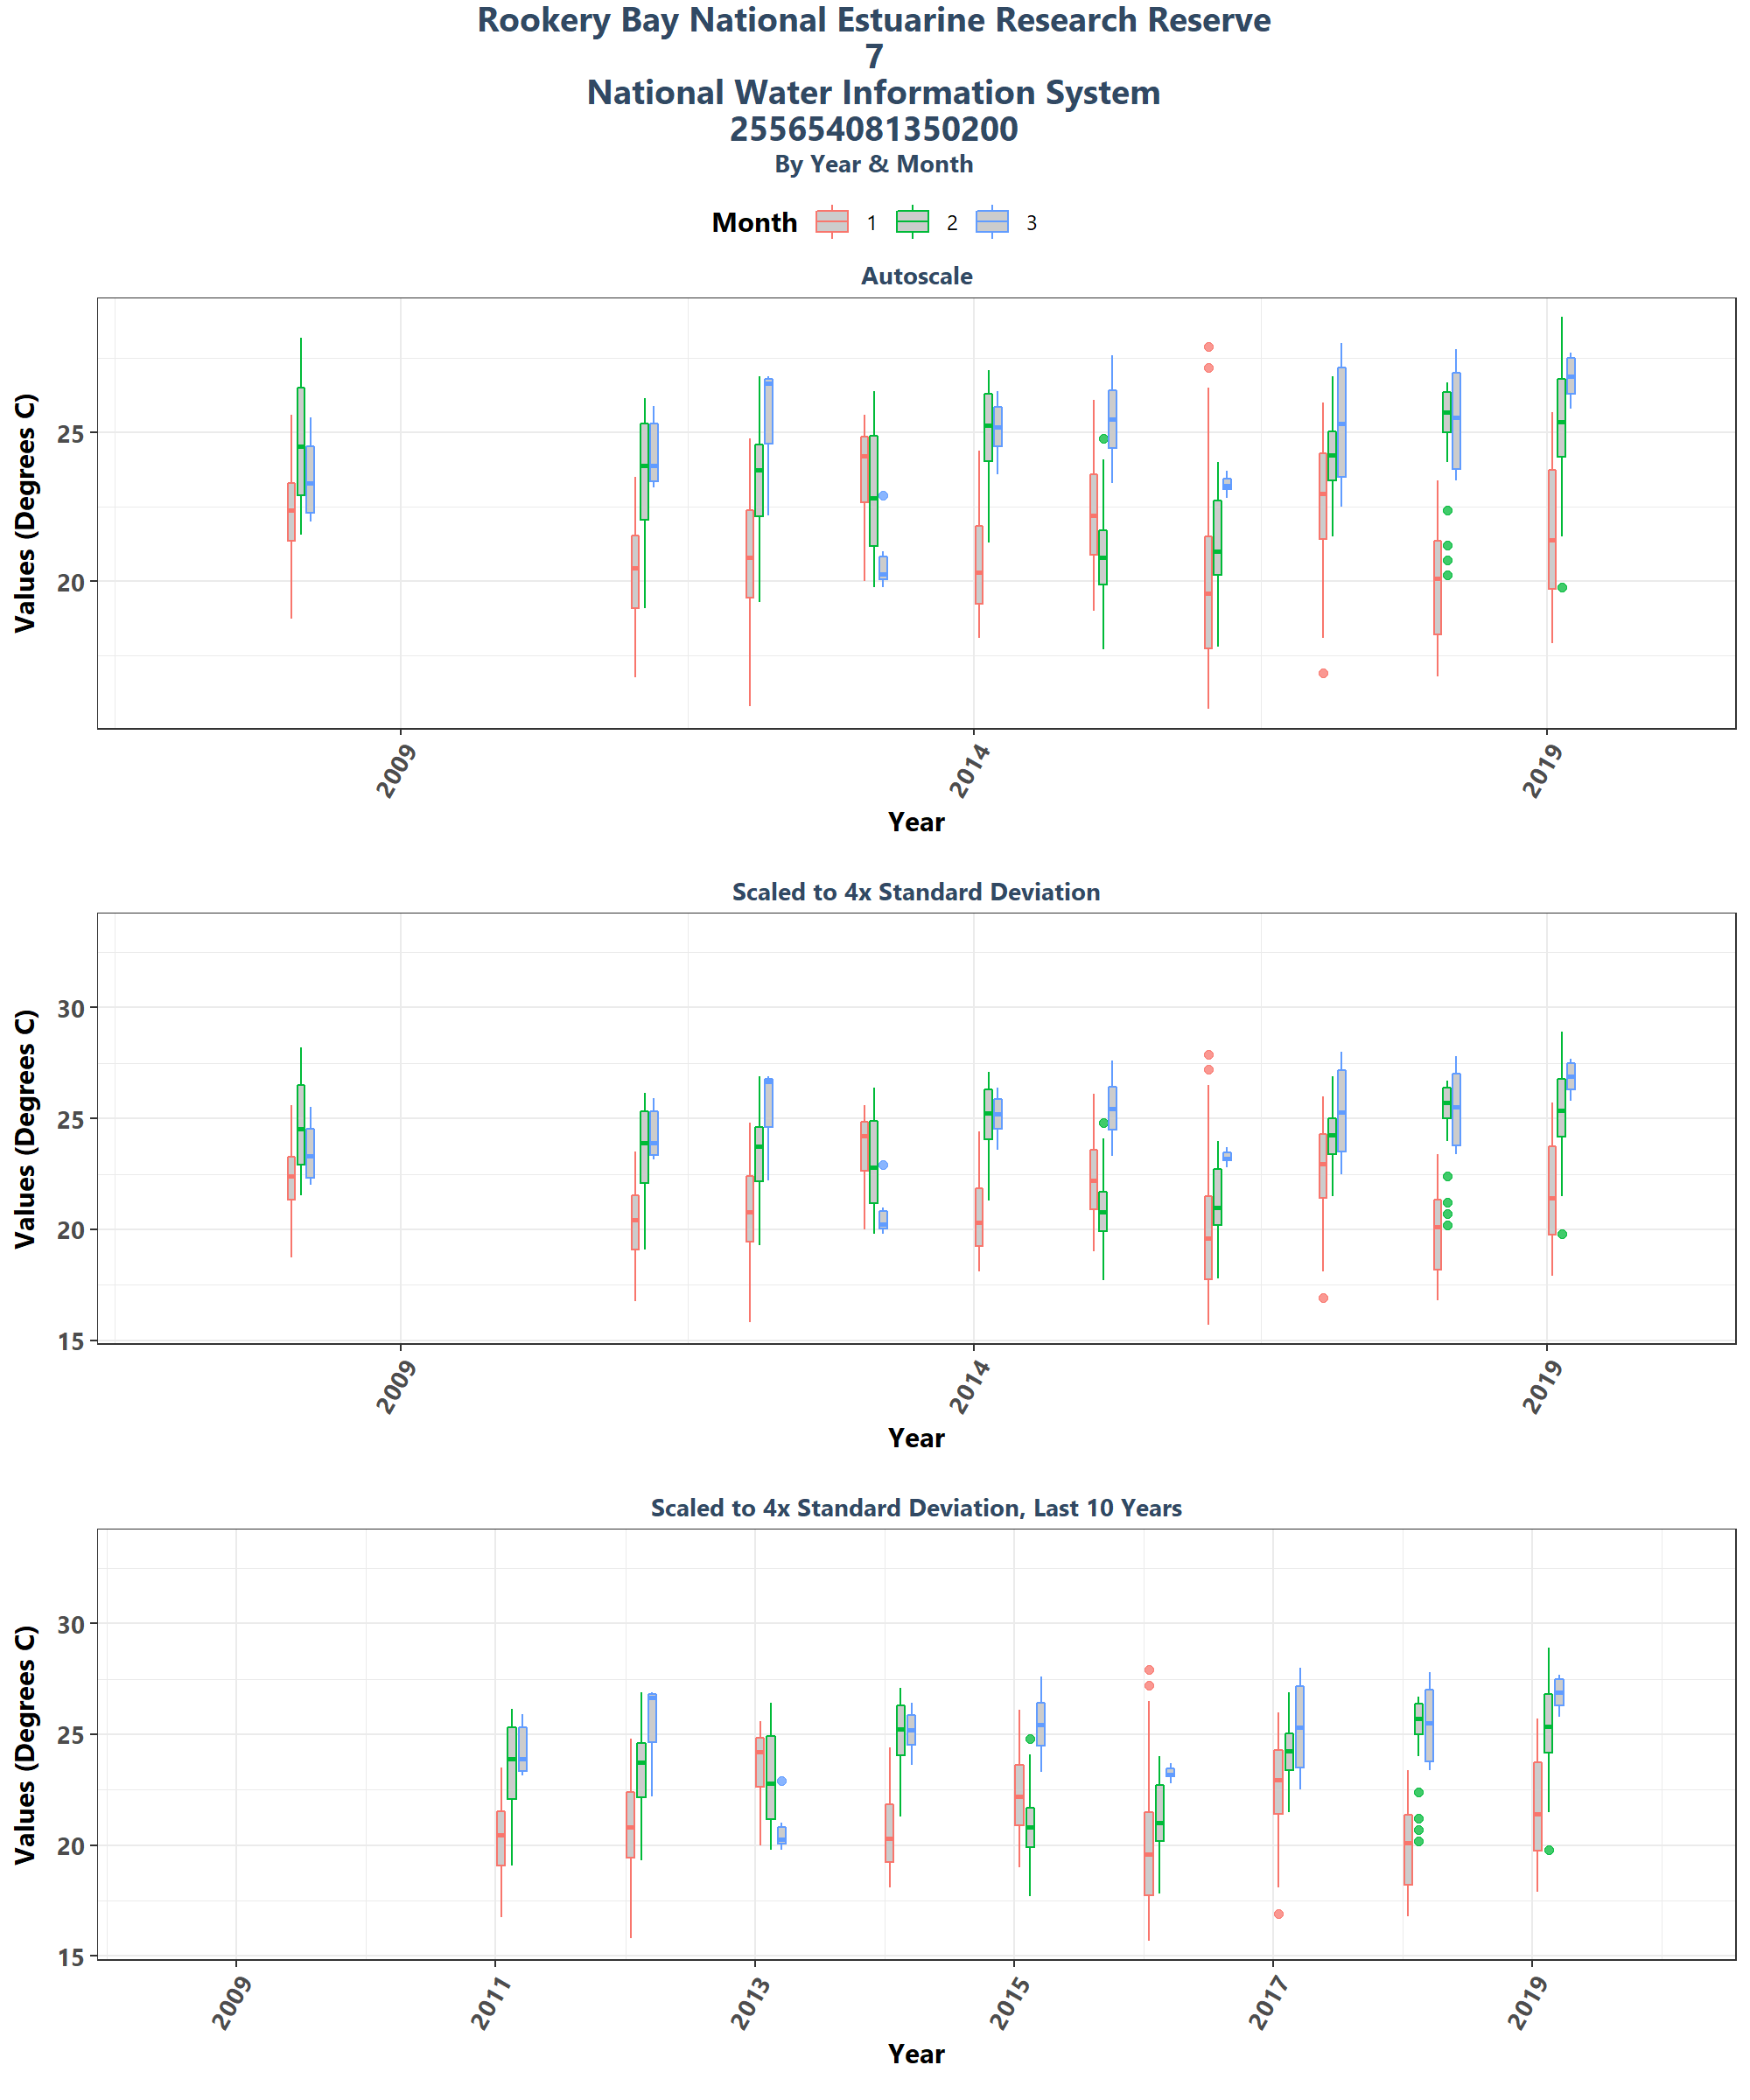 Rookery Bay National Estuarine Research Reserve
7
National Water Information System
255654081350200
By Year & Month
Month 1 2 3
Autoscale
Values (Degrees C)
25
20
2009 2014 2019
Year
Scaled to 4x Standard Deviation
Values (Degrees C)
30
25
20
15
2009 2014 2019
Year
Scaled to 4x Standard Deviation, Last 10 Years
Values (Degrees C)
30
25
20
15
2009 2011 2013 2015 2017 2019
Year